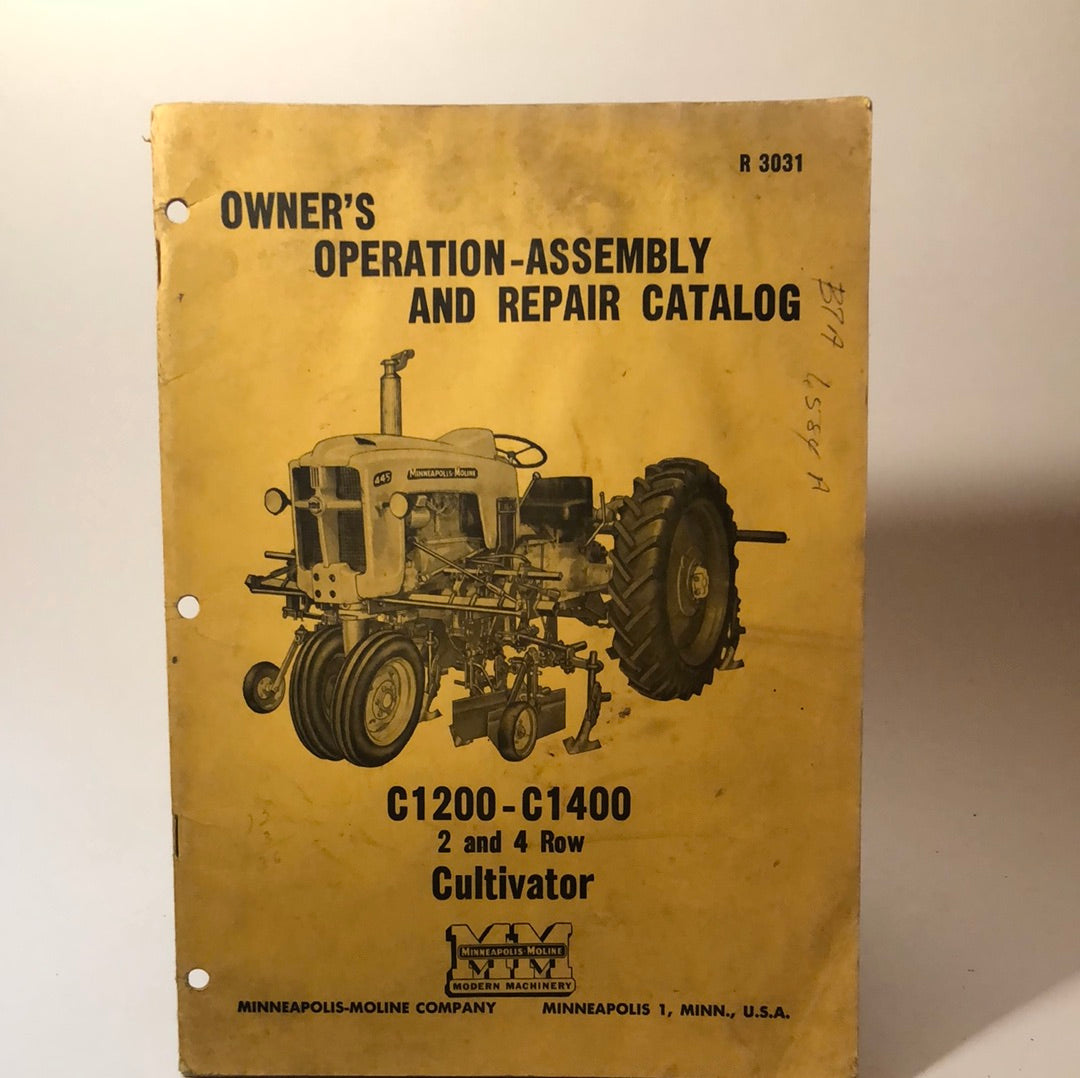 R 3031
OWNER'S
OPERATION-ASSEMBLY
AND REPAIR CATALOG
445
MINNEAPOLIS-MOLINE
C1200-C1400
2 and 4 Row
Cultivator
MM
MINNEAPOLIS-MOLINE
MODERN MACHINERY
MINNEAPOLIS-MOLINE COMPANY MINNEAPOLIS 1, MINN., U.S.A.